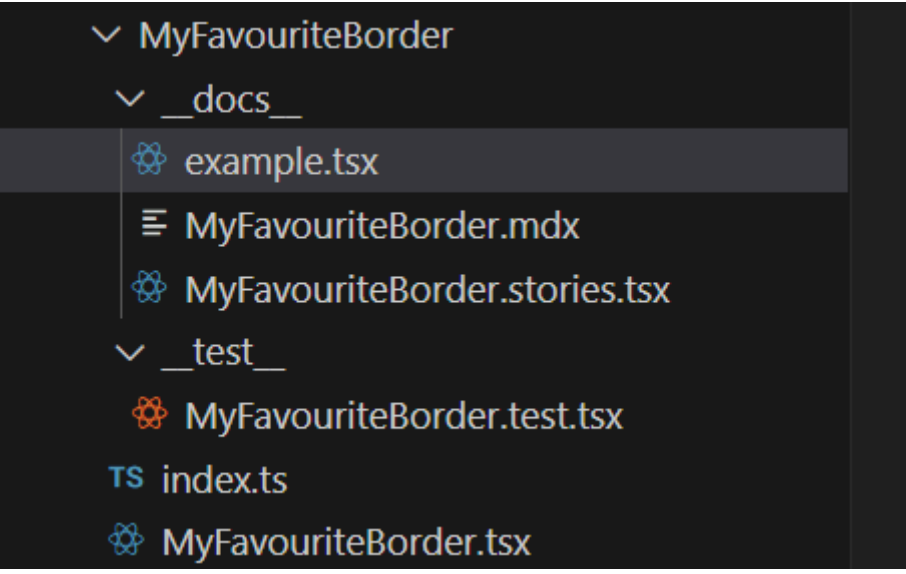 MyFavouriteBorder
__docs__
example.tsx
MyFavouriteBorder.mdx
MyFavouriteBorder.stories.tsx
__test__
MyFavouriteBorder.test.tsx
TS index.ts
MyFavouriteBorder.tsx